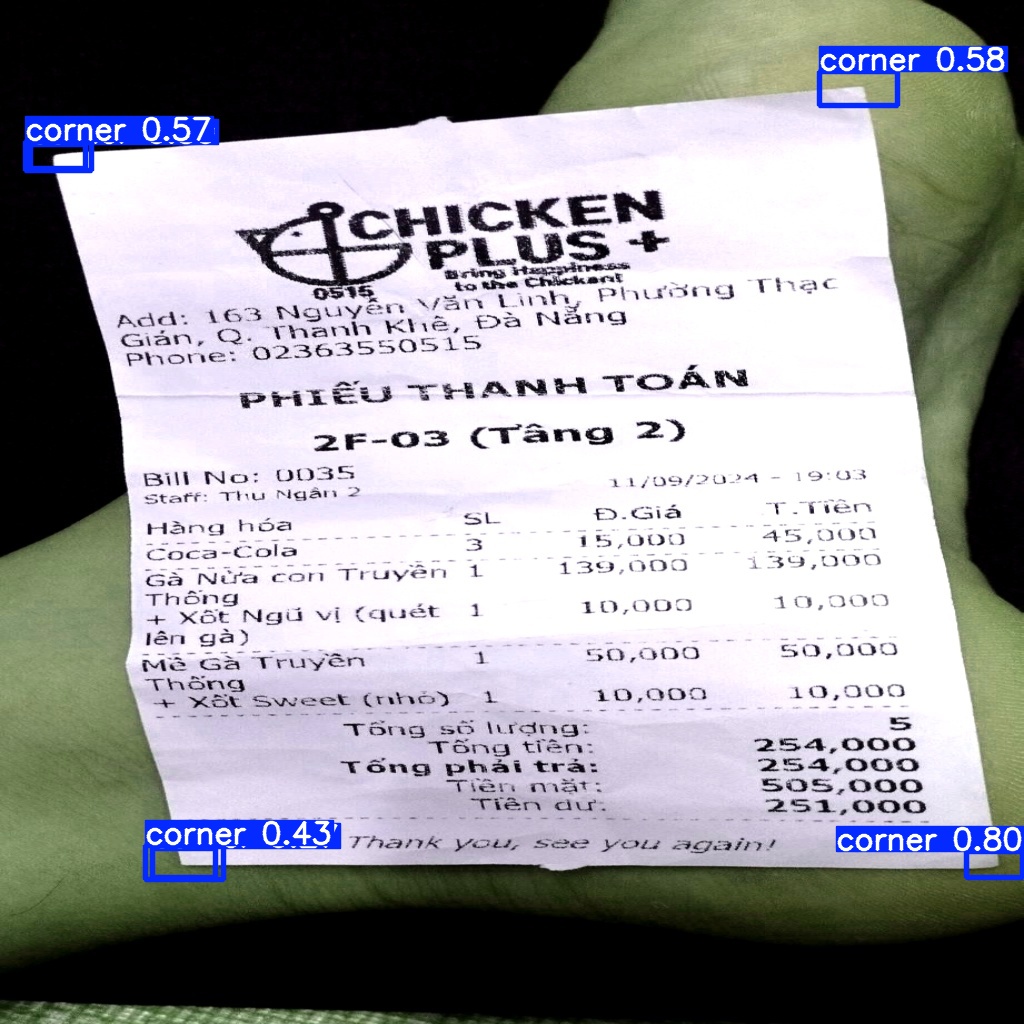 corner 0.58
corner 0.57
CHICKEN
PLUS +
Bring Happiness
to the Chicken!
0515
Add: 163 Nguyễn Văn Linh, Phường Thạc
Gián, Q. Thanh Khê, Đà Nẵng
Phone: 02363550515
PHIẾU THANH TOÁN
2F-03 (Tầng 2)
Bill No: 0035
Staff: Thu Ngân 2 11/09/2024 - 19:03
Hàng hóa SL Đ.Giá T.Tiền
Coca-Cola 3 15,000 45,000
Gà Nửa con Truyền 1 139,000 139,000
Thống
+ Xốt Ngũ vị (quét 1 10,000 10,000
lên gà)
Mề Gà Truyền 1 50,000 50,000
Thống
+ Xốt Sweet (nhỏ) 1 10,000 10,000
Tổng số lượng: 5
Tổng tiền: 254,000
Tổng phải trả: 254,000
Tiền mặt: 505,000
Tiền dư: 251,000
corner 0.43
Thank you, see you again!
corner 0.80